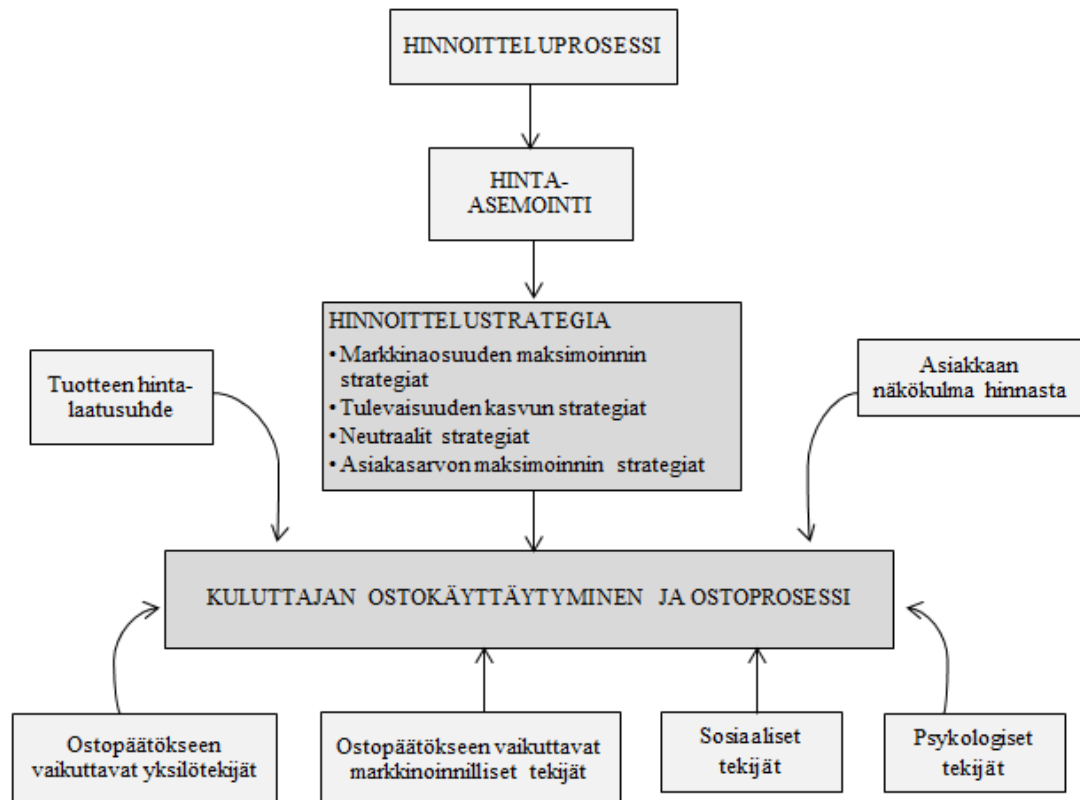 HINNOITTELUPROSESSI
HINTA-
ASEMOINTI
HINNOITTELUSTRATEGIA
• Markkinaosuuden maksimoinnin
strategiat
• Tulevaisuuden kasvun strategiat
• Neutraalit strategiat
• Asiakasarvon maksimoinnin strategiat
Tuotteen hinta-
laatusuhde
Asiakkaan
näkökulma hinnasta
KULUTTAJAN OSTOKÄYTTÄYTYMINEN JA OSTOPROSESSI
Ostopäätökseen
vaikuttavat yksilötekijät
Ostopäätökseen vaikuttavat
markkinoinnilliset tekijät
Sosiaaliset
tekijät
Psykologiset
tekijät